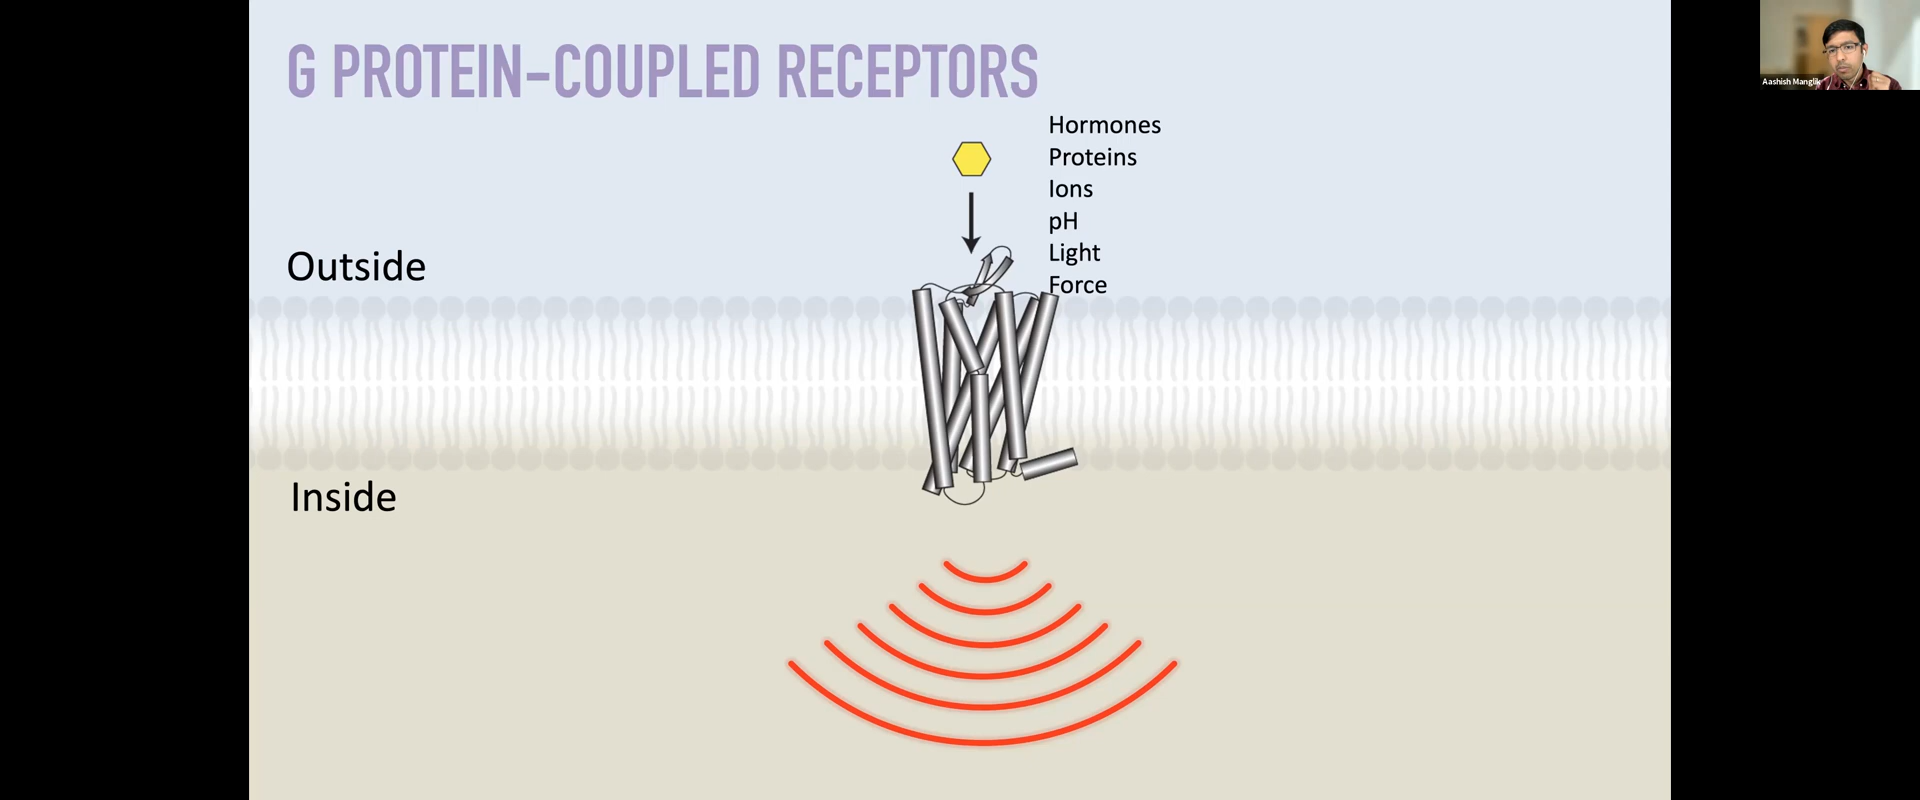 G PROTEIN-COUPLED RECEPTORS
Hormones
Proteins
Ions
pH
Light
Force
Outside
Inside
Aashish Manglik